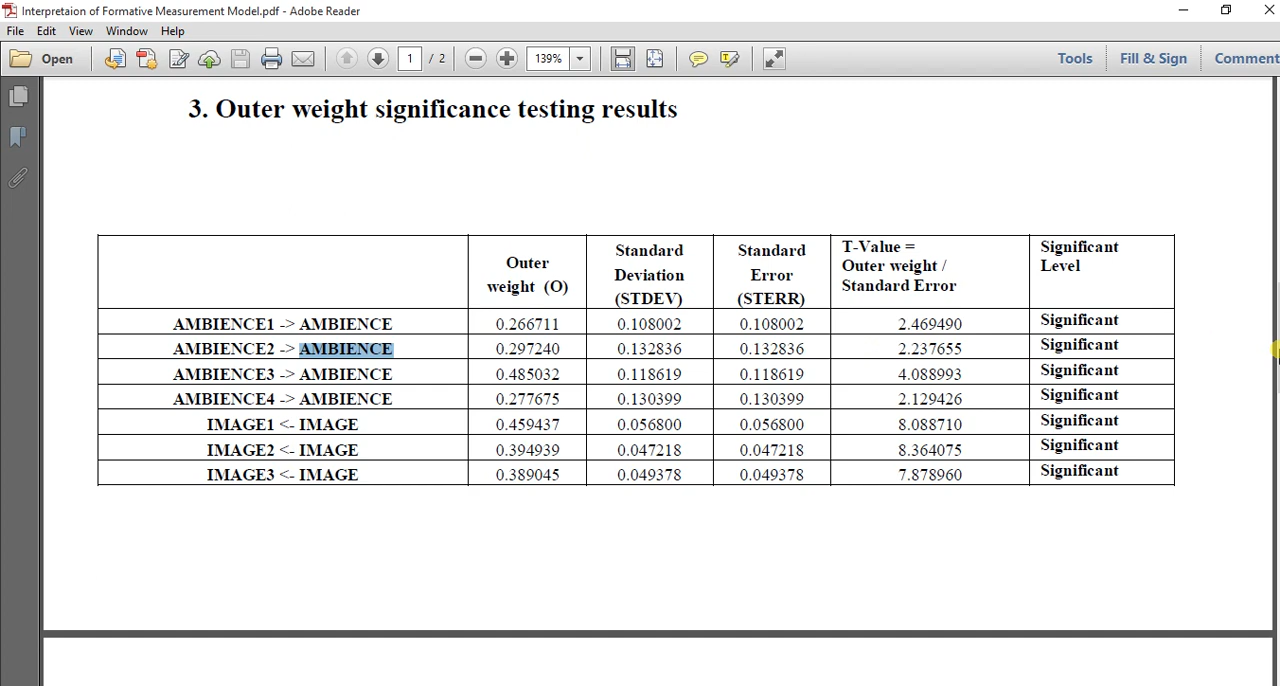 Interpretaion of Formative Measurement Model.pdf - Adobe Reader
File Edit View Window Help
Open 1 / 2 139% Tools Fill & Sign Comment
3. Outer weight significance testing results
Outer weight (O) Standard Deviation (STDEV) Standard Error (STERR) T-Value = Outer weight / Standard Error Significant Level
AMBIENCE1 -> AMBIENCE 0.266711 0.108002 0.108002 2.469490 Significant
AMBIENCE2 -> AMBIENCE 0.297240 0.132836 0.132836 2.237655 Significant
AMBIENCE3 -> AMBIENCE 0.485032 0.118619 0.118619 4.088993 Significant
AMBIENCE4 -> AMBIENCE 0.277675 0.130399 0.130399 2.129426 Significant
IMAGE1 <- IMAGE 0.459437 0.056800 0.056800 8.088710 Significant
IMAGE2 <- IMAGE 0.394939 0.047218 0.047218 8.364075 Significant
IMAGE3 <- IMAGE 0.389045 0.049378 0.049378 7.878960 Significant